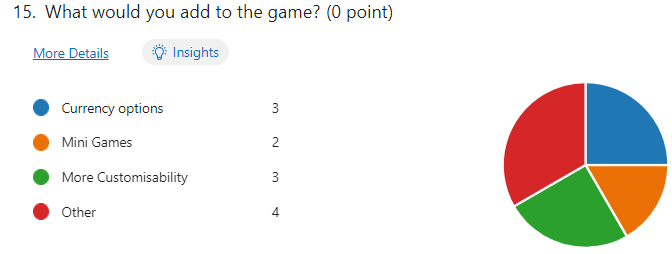 15. What would you add to the game? (0 point)
More Details Insights
Currency options 3
Mini Games 2
More Customisability 3
Other 4